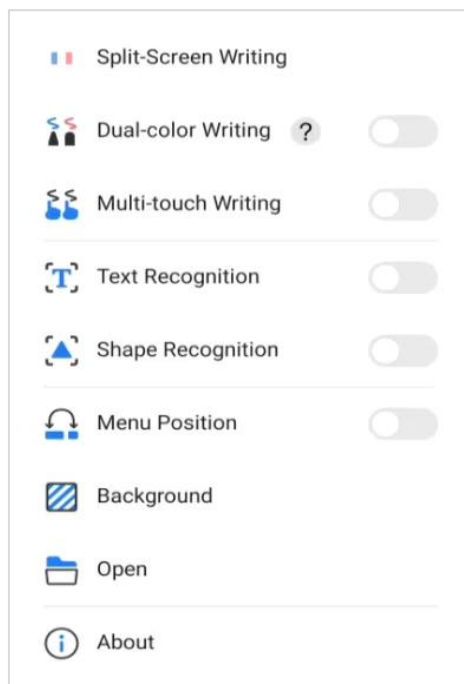 Split-Screen Writing
Dual-color Writing ?
Multi-touch Writing
T Text Recognition
Shape Recognition
Menu Position
Background
Open
i About